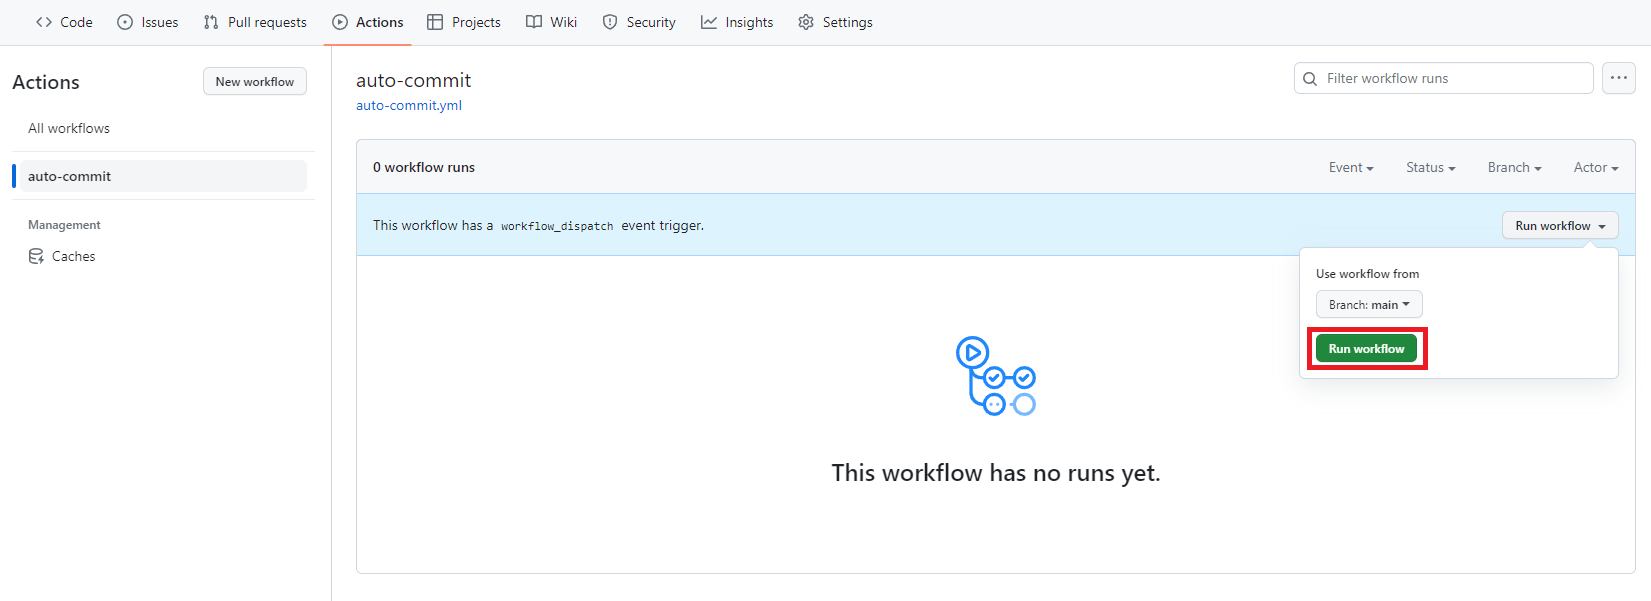 Code Issues Pull requests Actions Projects Wiki Security Insights Settings
Actions
New workflow
All workflows
auto-commit
Management
Caches
auto-commit
auto-commit.yml
Filter workflow runs
0 workflow runs
Event Status Branch Actor
This workflow has a workflow_dispatch event trigger.
Run workflow
Use workflow from
Branch: main
Run workflow
This workflow has no runs yet.